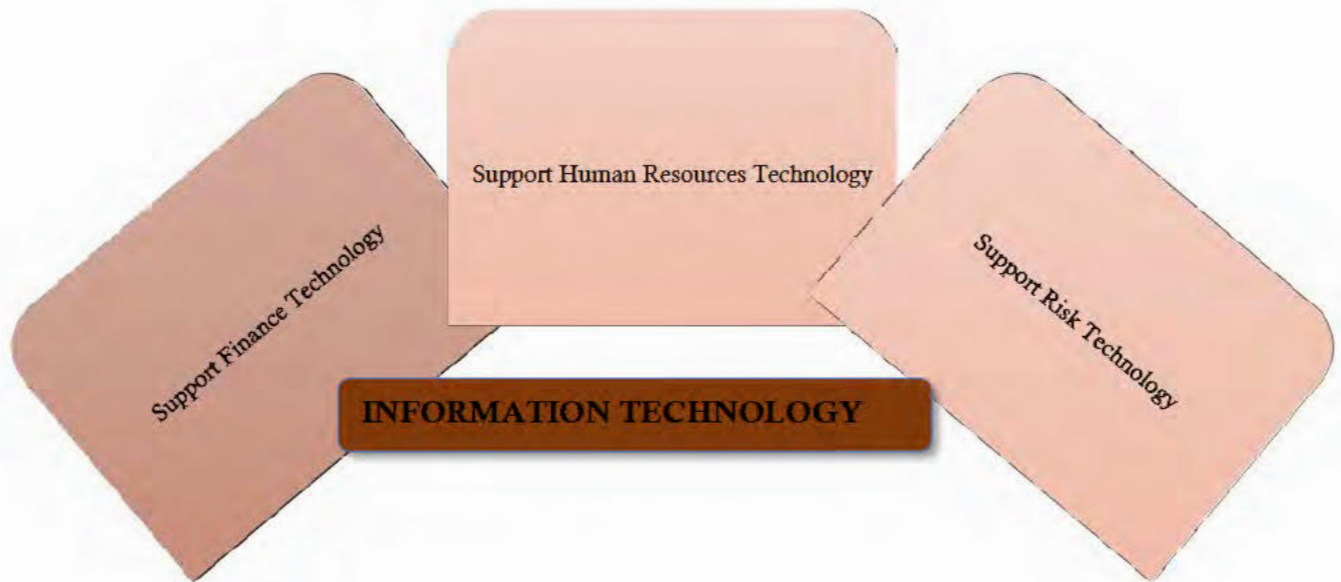 Support Finance Technology
Support Human Resources Technology
Support Risk Technology
INFORMATION TECHNOLOGY